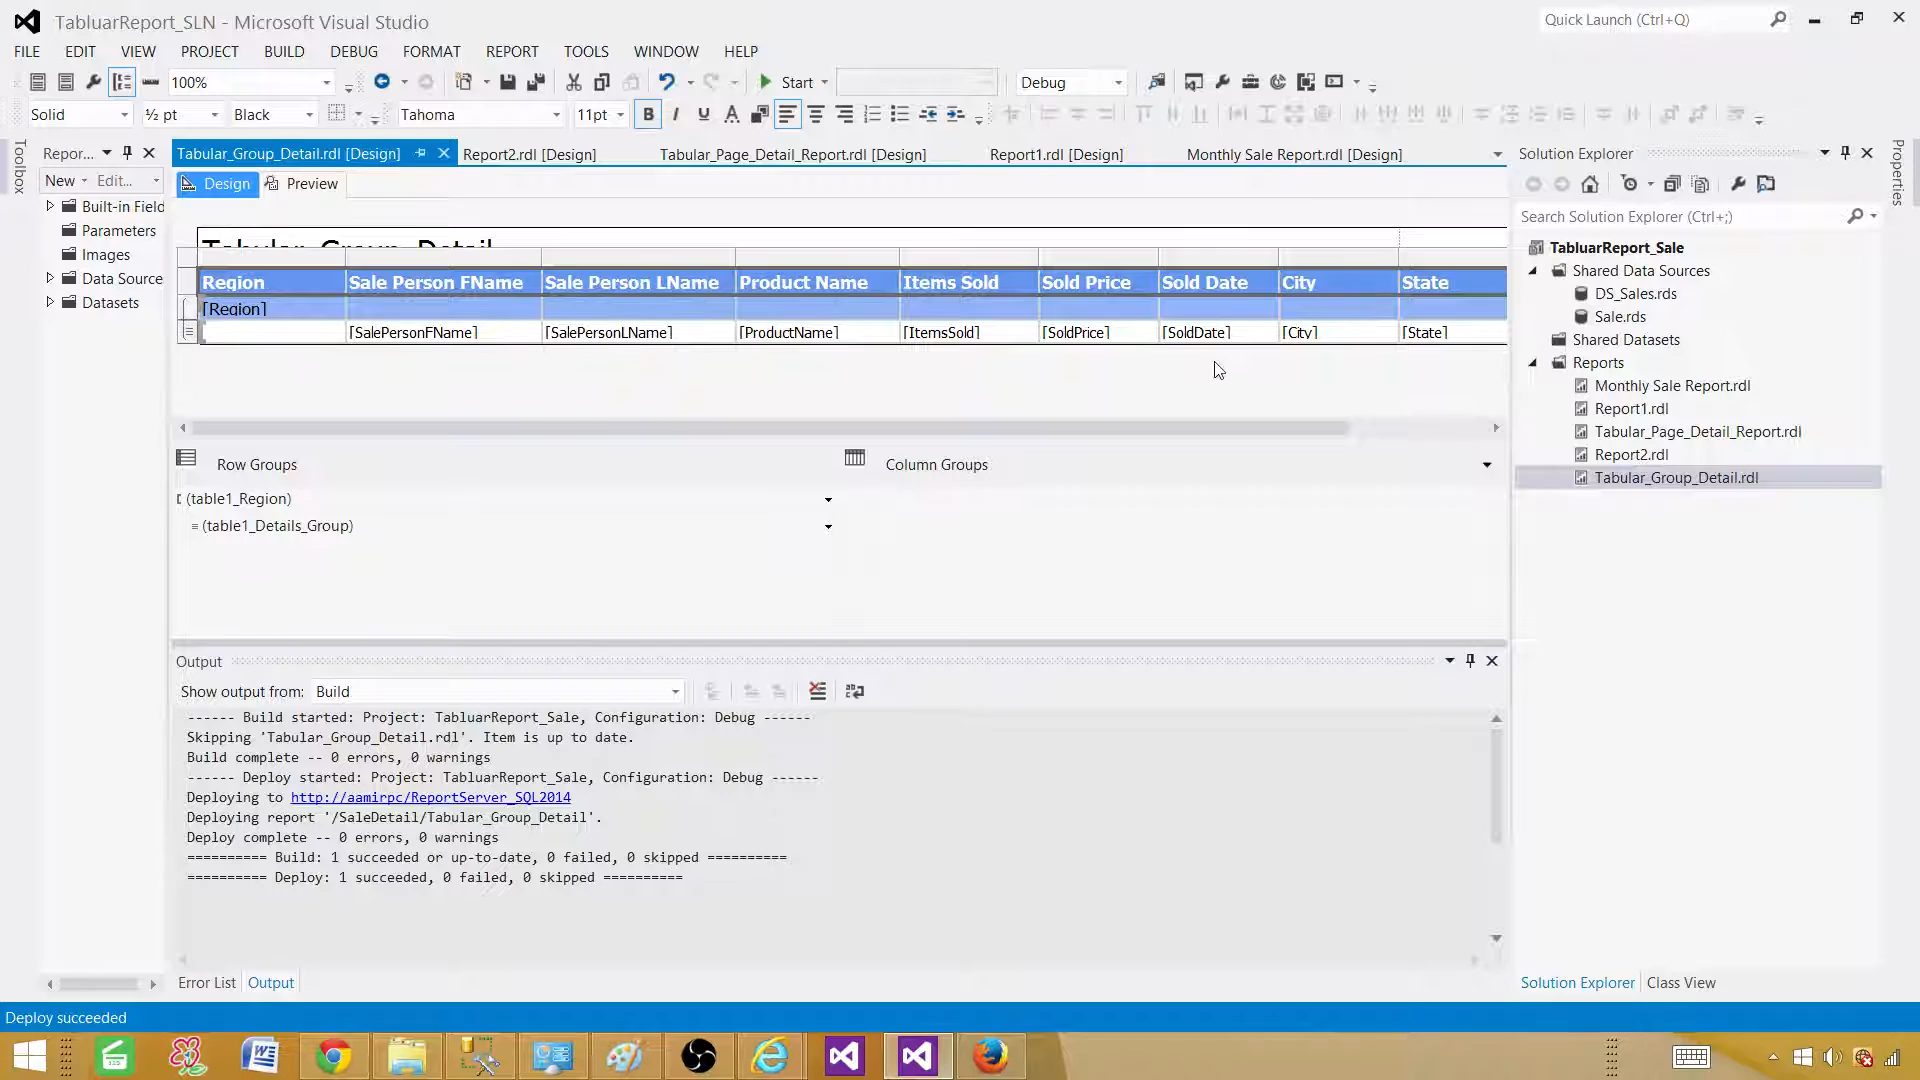 TabluarReport_SLN - Microsoft Visual Studio
Quick Launch (Ctrl+Q)
FILE EDIT VIEW PROJECT BUILD DEBUG FORMAT REPORT TOOLS WINDOW HELP
100% Start Debug
Solid ½ pt Black Tahoma 11pt B I U A
Toolbox
Repor...
Tabular_Group_Detail.rdl [Design] Report2.rdl [Design] Tabular_Page_Detail_Report.rdl [Design] Report1.rdl [Design] Monthly Sale Report.rdl [Design]
Solution Explorer
Properties
New Edit...
Design Preview
Built-in Field
Parameters
Images
Data Source
Datasets
Tabular_Group_Detail
Region Sale Person FName Sale Person LName Product Name Items Sold Sold Price Sold Date City State
[Region]
[SalePersonFName] [SalePersonLName] [ProductName] [ItemsSold] [SoldPrice] [SoldDate] [City] [State]
Row Groups
Column Groups
(table1_Region)
(table1_Details_Group)
Search Solution Explorer (Ctrl+;)
TabluarReport_Sale
Shared Data Sources
DS_Sales.rds
Sale.rds
Shared Datasets
Reports
Monthly Sale Report.rdl
Report1.rdl
Tabular_Page_Detail_Report.rdl
Report2.rdl
Tabular_Group_Detail.rdl
Output
Show output from: Build
------ Build started: Project: TabluarReport_Sale, Configuration: Debug ------
Skipping 'Tabular_Group_Detail.rdl'. Item is up to date.
Build complete -- 0 errors, 0 warnings
------ Deploy started: Project: TabluarReport_Sale, Configuration: Debug ------
Deploying to http://aamirpc/ReportServer_SQL2014
Deploying report '/SaleDetail/Tabular_Group_Detail'.
Deploy complete -- 0 errors, 0 warnings
========== Build: 1 succeeded or up-to-date, 0 failed, 0 skipped ==========
========== Deploy: 1 succeeded, 0 failed, 0 skipped ==========
Error List Output
Solution Explorer Class View
Deploy succeeded